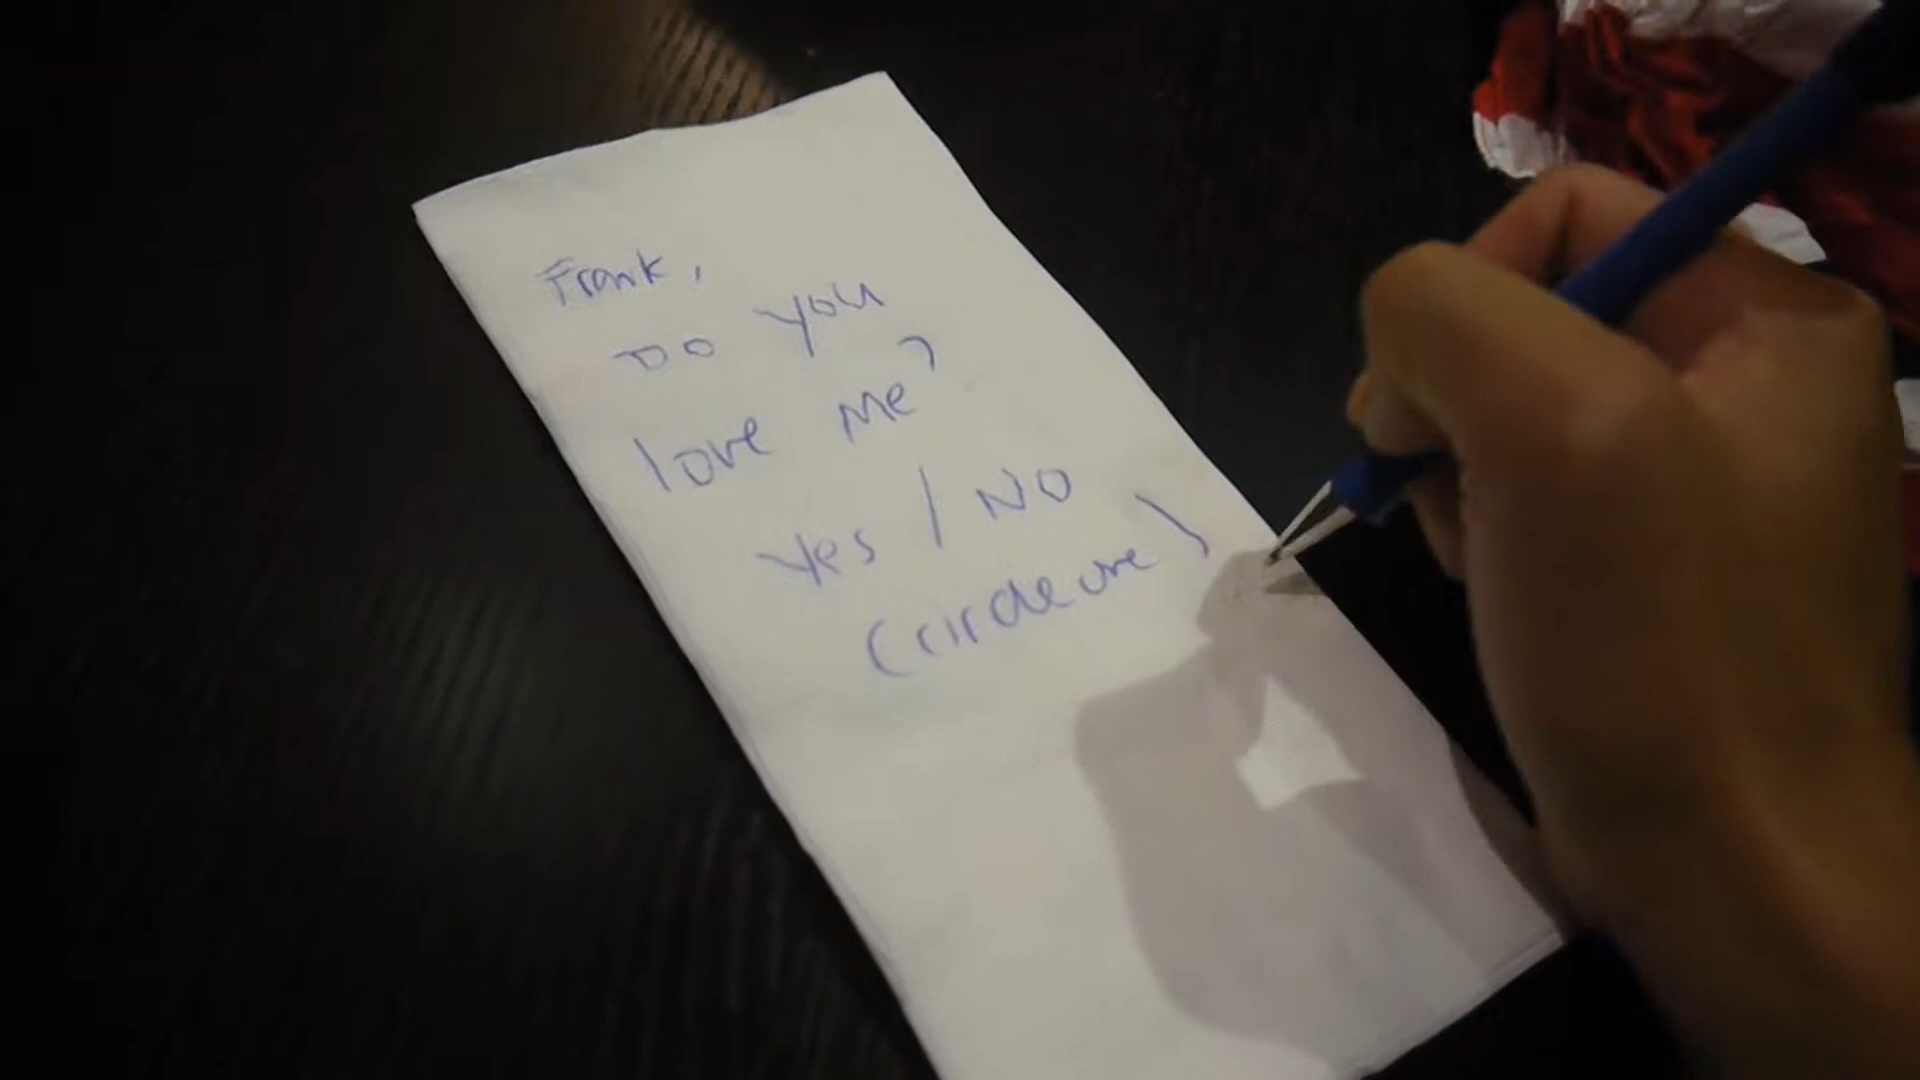 Frank,
Do you
love me?
Yes / No
(circle one)